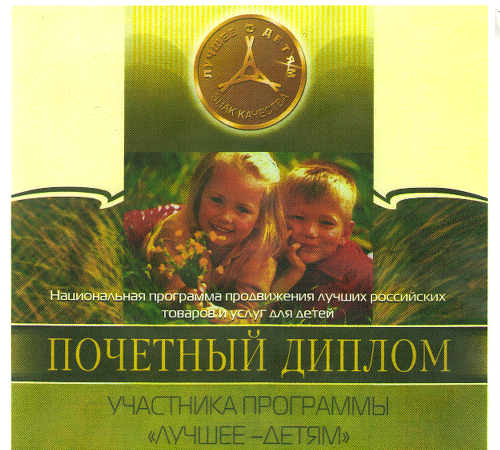 ЛУЧШЕЕ ДЕТЯМ
ЗНАК КАЧЕСТВА
Национальная программа продвижения лучших российских
товаров и услуг для детей
ПОЧЕТНЫЙ ДИПЛОМ
УЧАСТНИКА ПРОГРАММЫ
«ЛУЧШЕЕ –ДЕТЯМ»